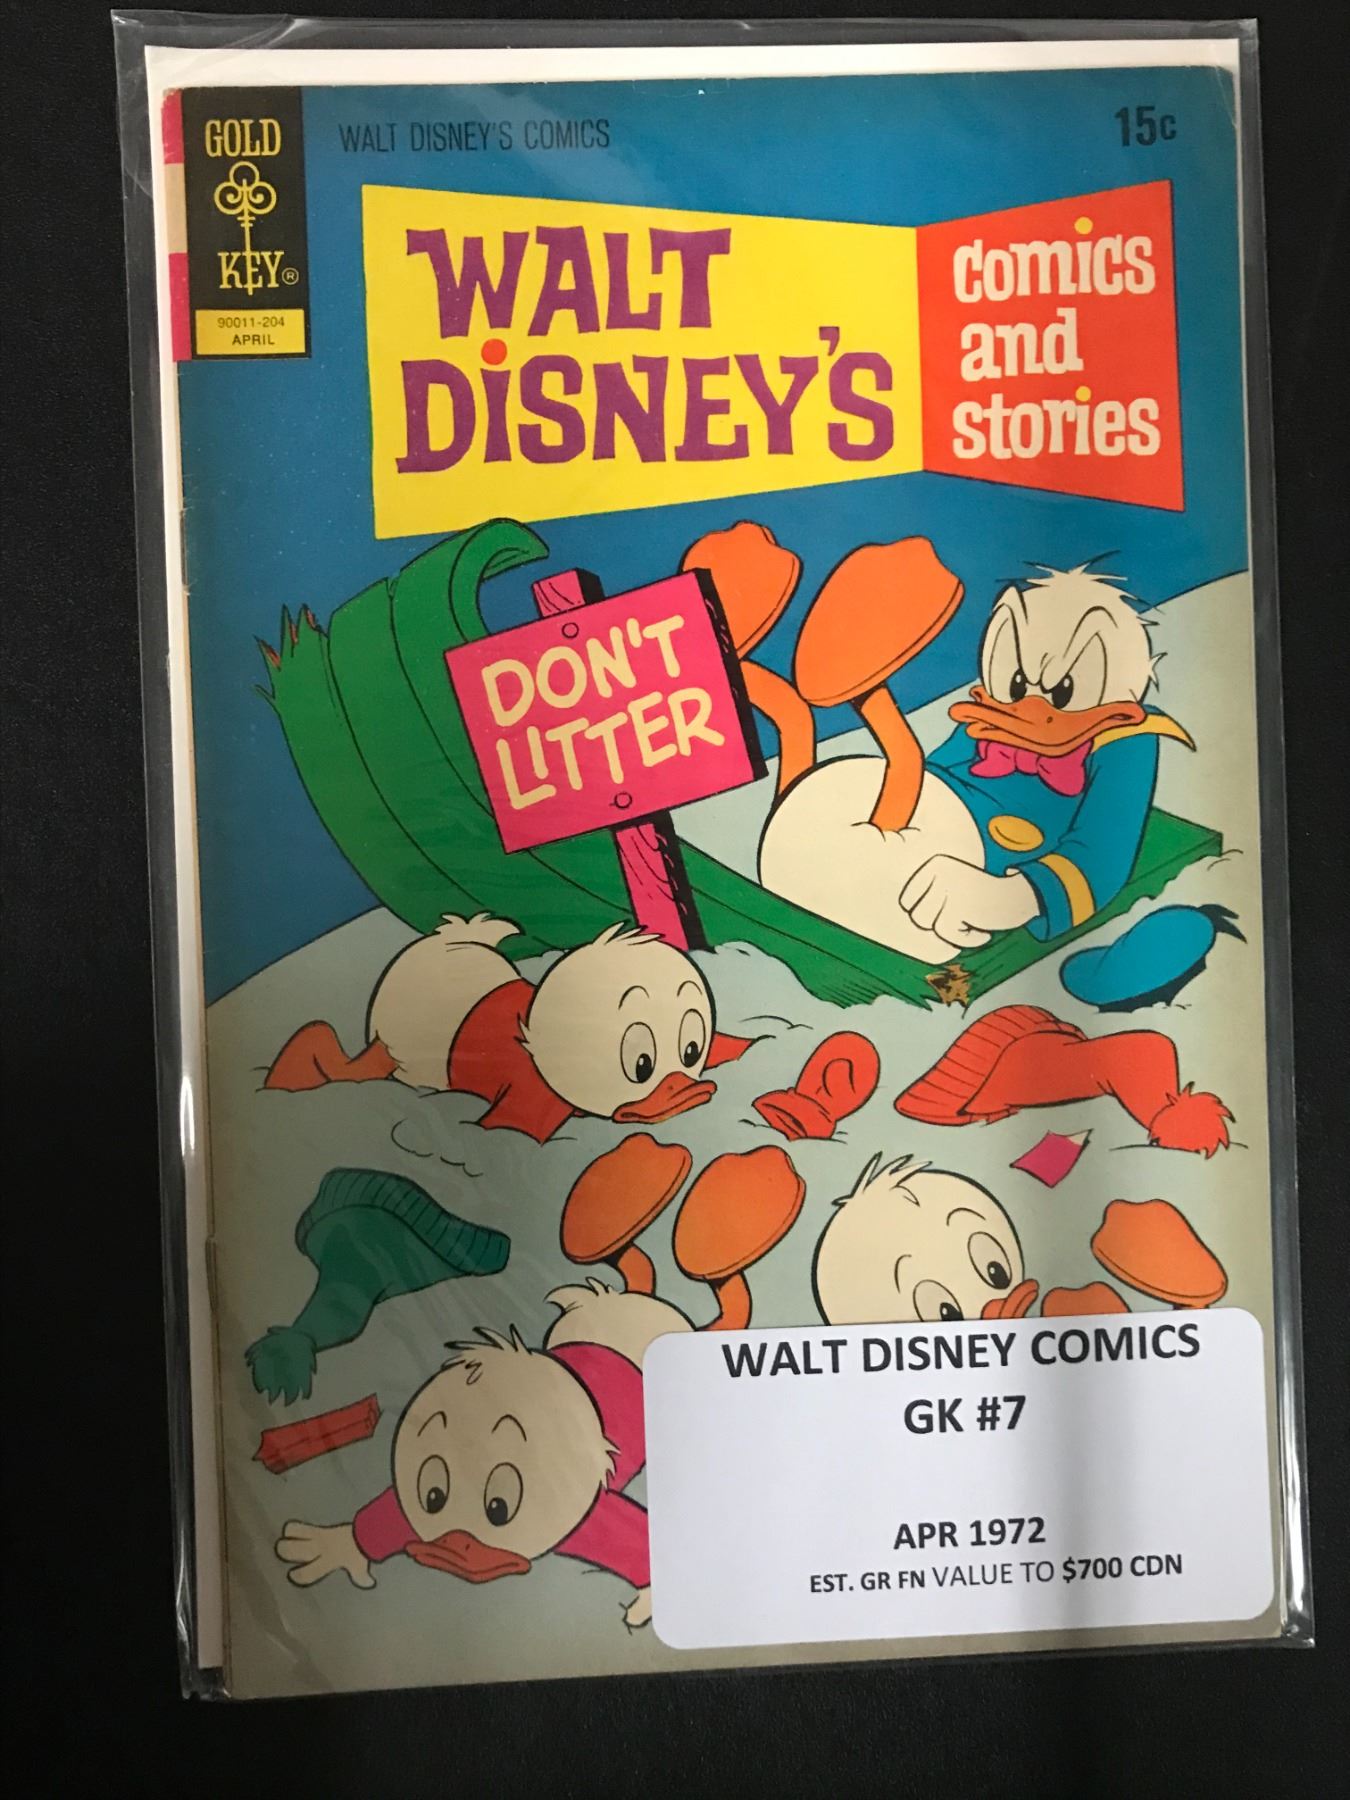 GOLD
KEY®
90011-204
APRIL
WALT DISNEY'S COMICS
15c
WALT
DiSNEY'S
Comics
and
stories
DON'T
LITTER
WALT DISNEY COMICS
GK #7
APR 1972
EST. GR FN VALUE TO $700 CDN